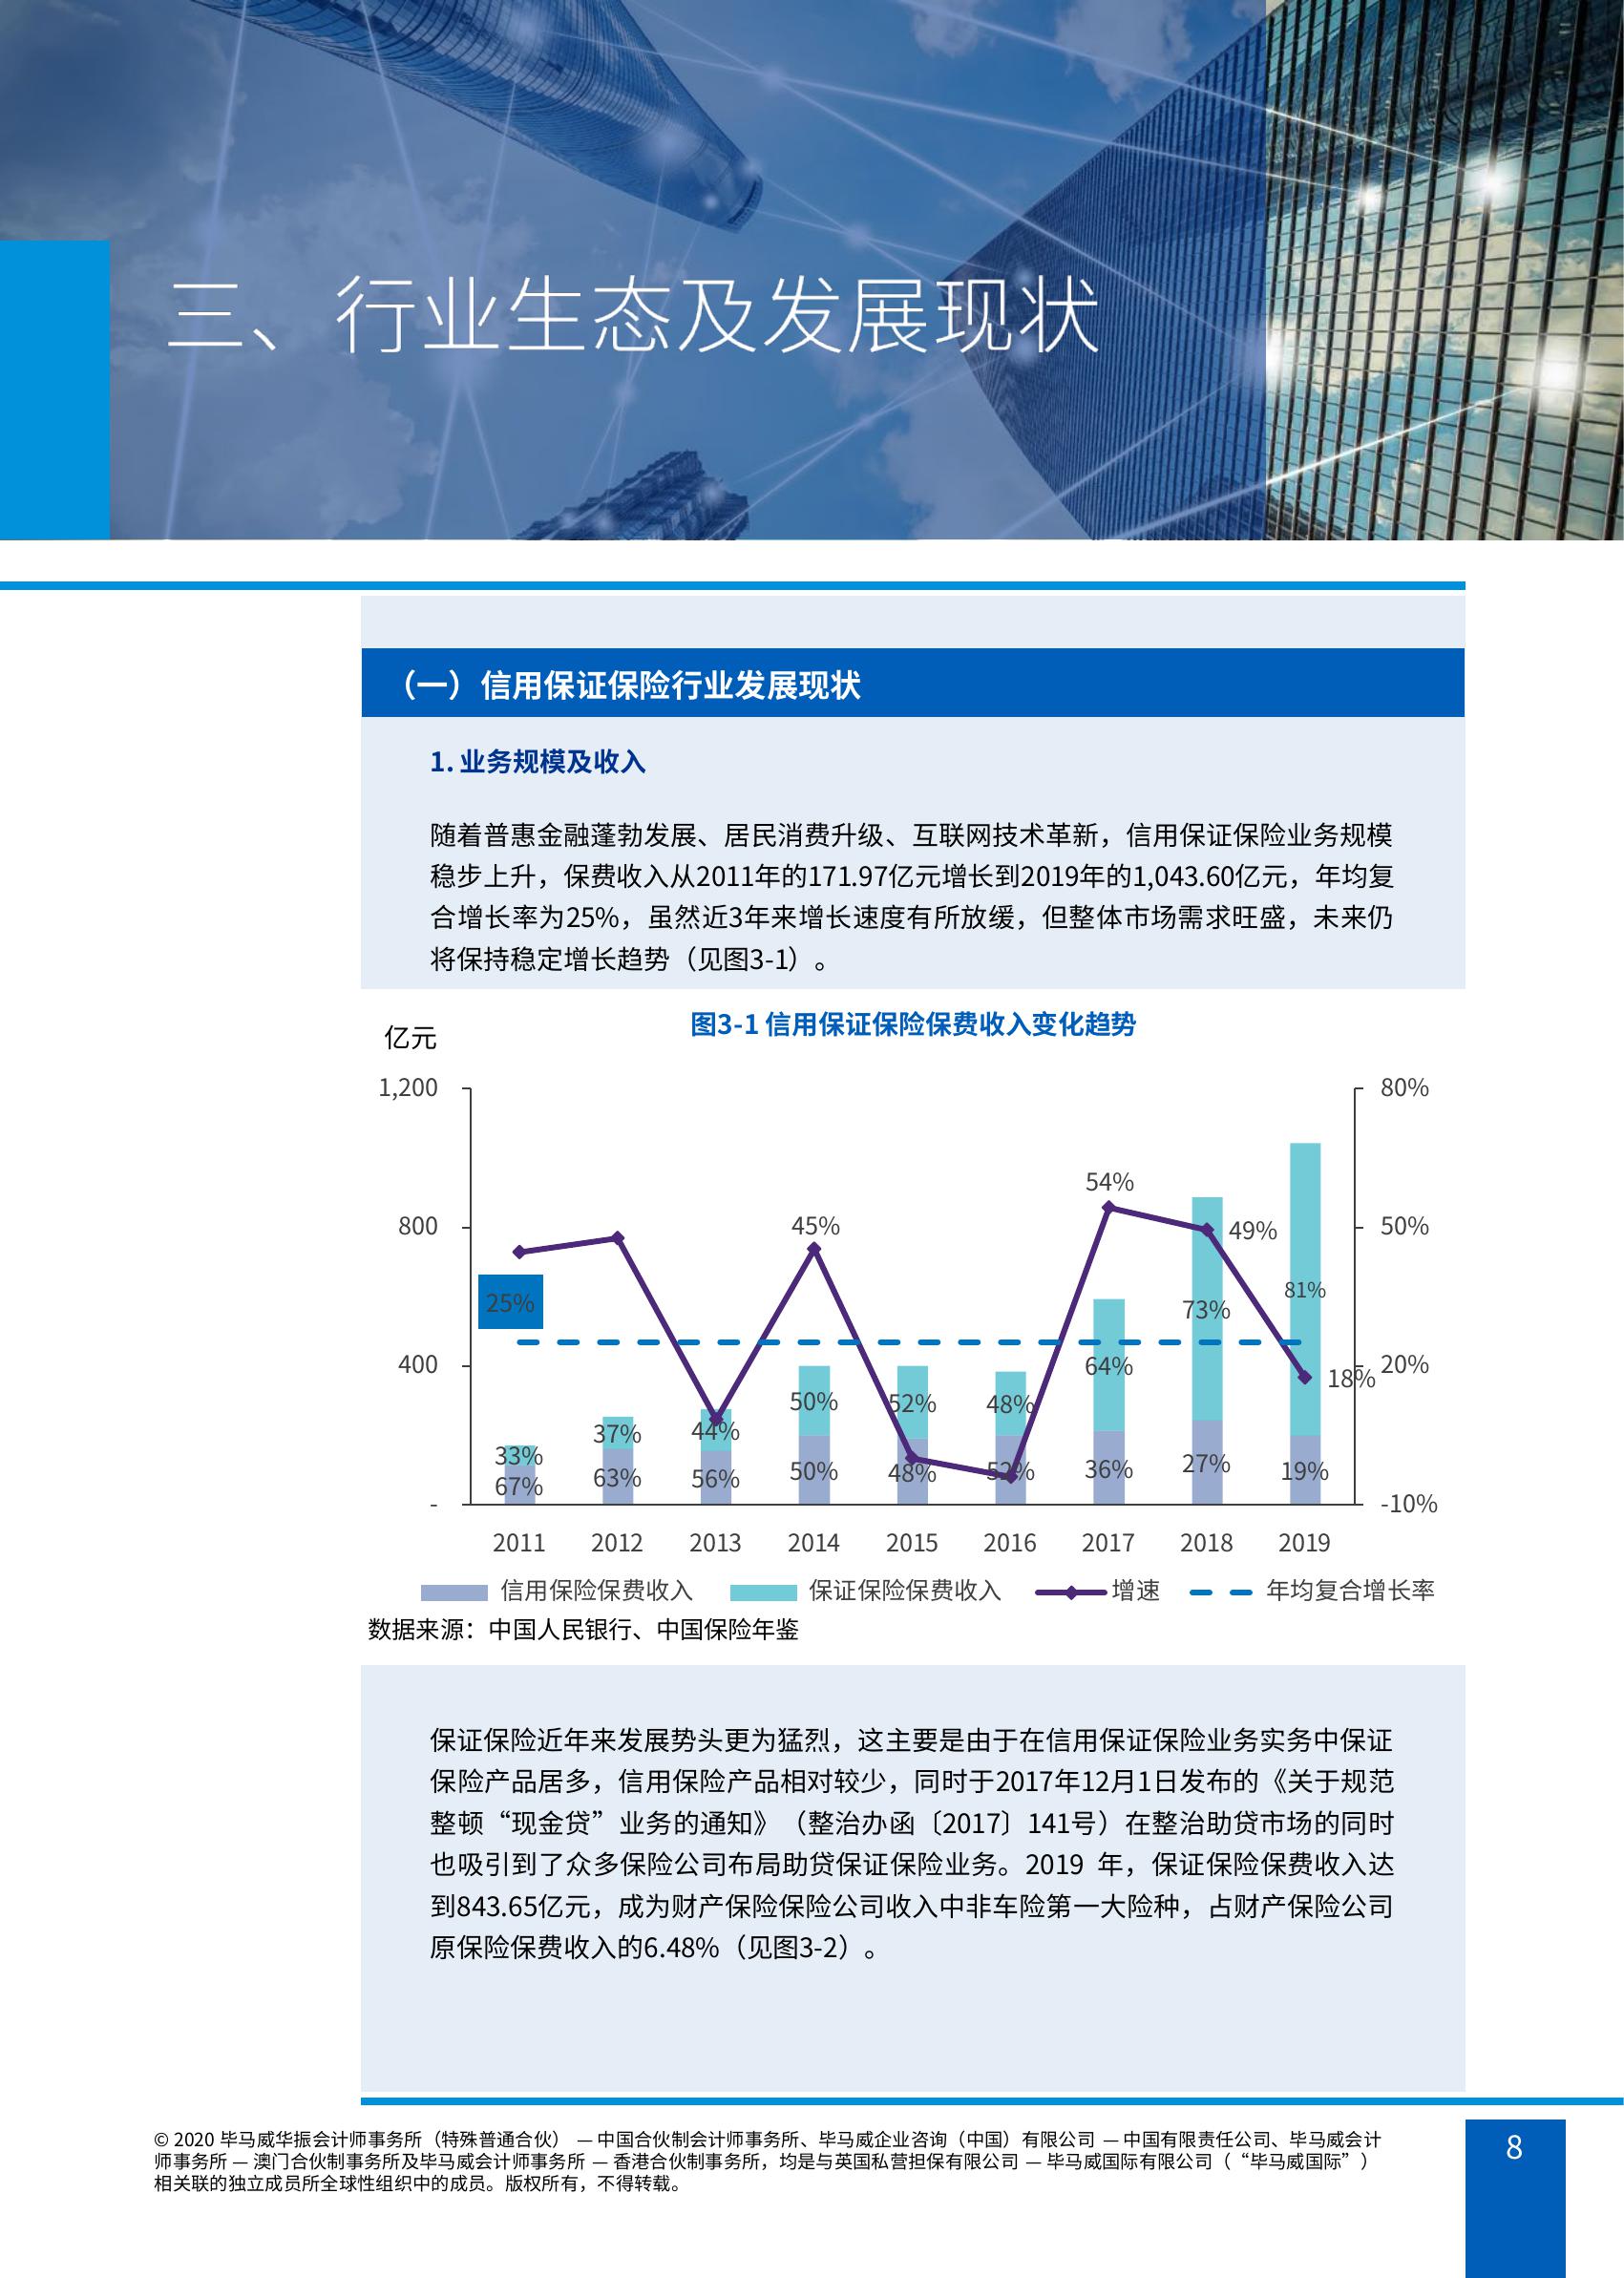 三、行业生态及发展现状
（一）信用保证保险行业发展现状
1. 业务规模及收入
随着普惠金融蓬勃发展、居民消费升级、互联网技术革新，信用保证保险业务规模
稳步上升，保费收入从2011年的171.97亿元增长到2019年的1,043.60亿元，年均复
合增长率为25%，虽然近3年来增长速度有所放缓，但整体市场需求旺盛，未来仍
将保持稳定增长趋势（见图3-1）。
图3-1 信用保证保险保费收入变化趋势
亿元
1,200 80%
54%
45% 49%
800 50%
81%
25% 73%
400 64% 18% 20%
50% 52% 48%
37% 44%
33%
67% 63% 56% 50% 48% 52% 36% 27% 19%
- -10%
2011 2012 2013 2014 2015 2016 2017 2018 2019
信用保险保费收入 保证保险保费收入 增速 年均复合增长率
数据来源：中国人民银行、中国保险年鉴
保证保险近年来发展势头更为猛烈，这主要是由于在信用保证保险业务实务中保证
保险产品居多，信用保险产品相对较少，同时于2017年12月1日发布的《关于规范
整顿“现金贷”业务的通知》（整治办函〔2017〕141号）在整治助贷市场的同时
也吸引到了众多保险公司布局助贷保证保险业务。2019 年，保证保险保费收入达
到843.65亿元，成为财产保险保险公司收入中非车险第一大险种，占财产保险公司
原保险保费收入的6.48%（见图3-2）。
© 2020 毕马威华振会计师事务所（特殊普通合伙） — 中国合伙制会计师事务所、毕马威企业咨询（中国）有限公司 — 中国有限责任公司、毕马威会计
师事务所 — 澳门合伙制事务所及毕马威会计师事务所 — 香港合伙制事务所，均是与英国私营担保有限公司 — 毕马威国际有限公司（“毕马威国际”）
相关联的独立成员所全球性组织中的成员。版权所有，不得转载。
8